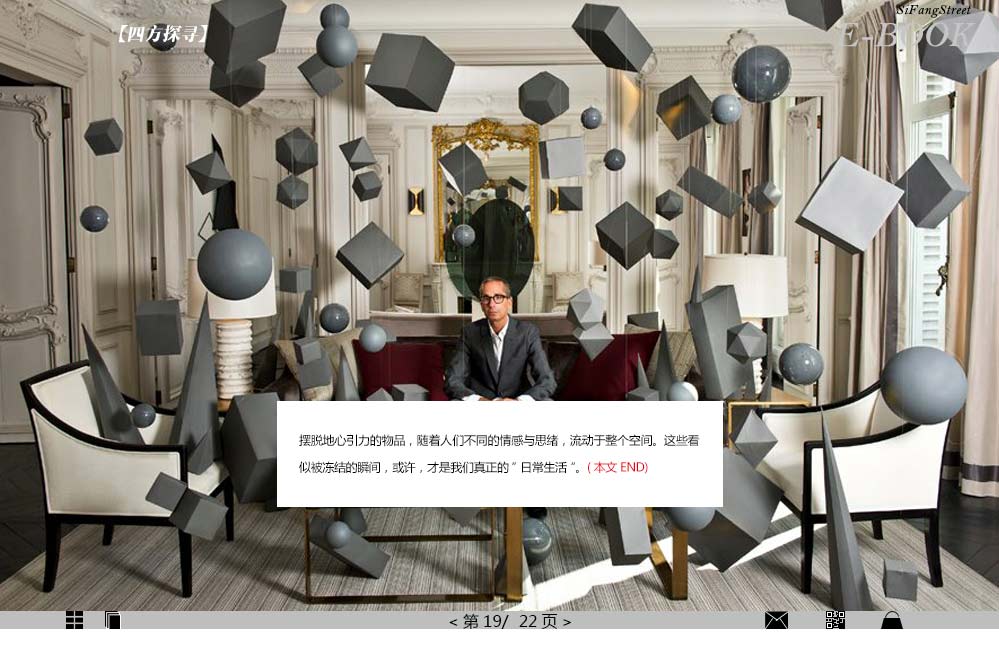 【四方探寻】
SiFangStreet
E-BOOK
摆脱地心引力的物品，随着人们不同的情感与思绪，流动于整个空间。这些看
似被冻结的瞬间，或许，才是我们真正的 " 日常生活 "。( 本文 END)
< 第 19/ 22 页 >